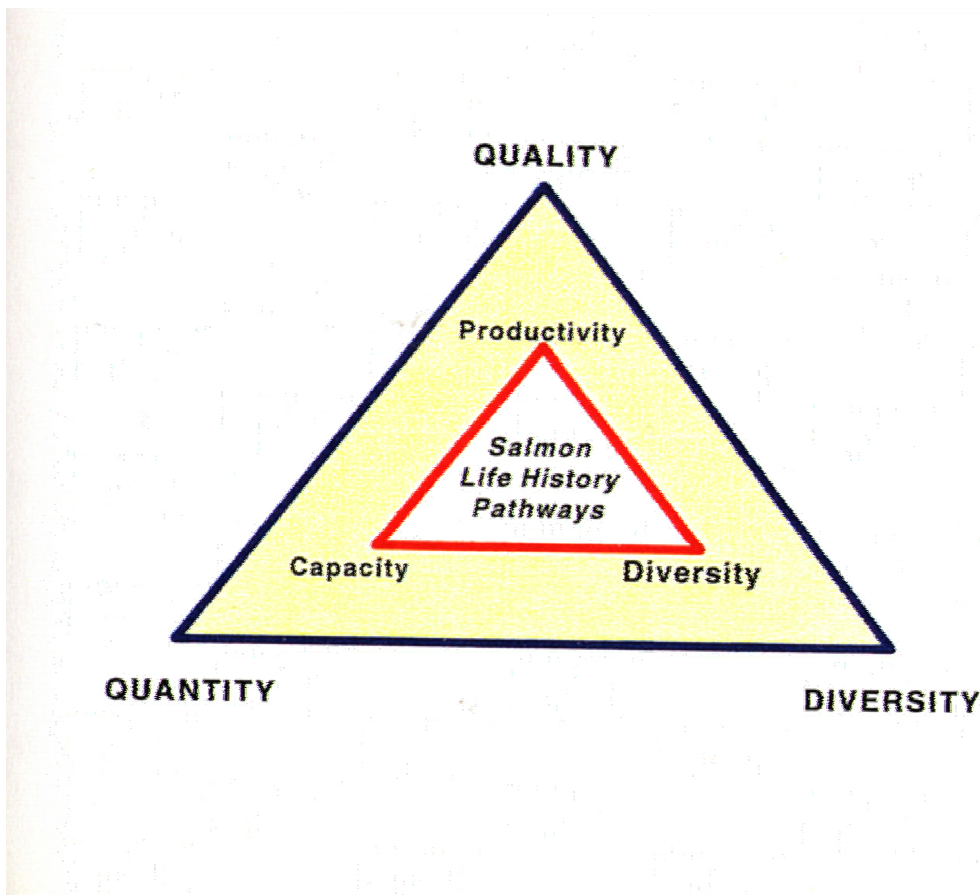 QUALITY
Productivity
Salmon
Life History
Pathways
Capacity
Diversity
QUANTITY
DIVERSITY